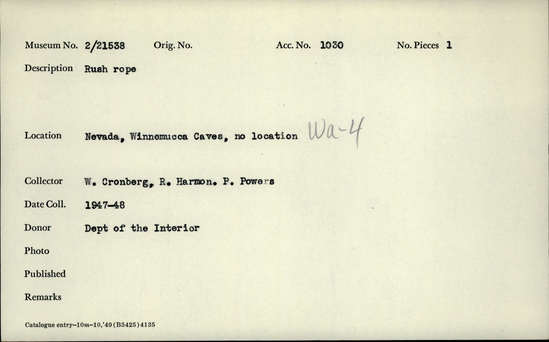 Museum No. 2/21538 Orig. No. Acc. No. 1030 No. Pieces 1
Description Rush rope
Location Nevada, Winnemucca Caves, no location Wa-4
Collector W. Cronberg, R. Harmon. P. Powers
Date Coll. 1947-48
Donor Dept of the Interior
Photo
Published
Remarks
Catalogue entry—10m—10,'49 (B5425) 4135